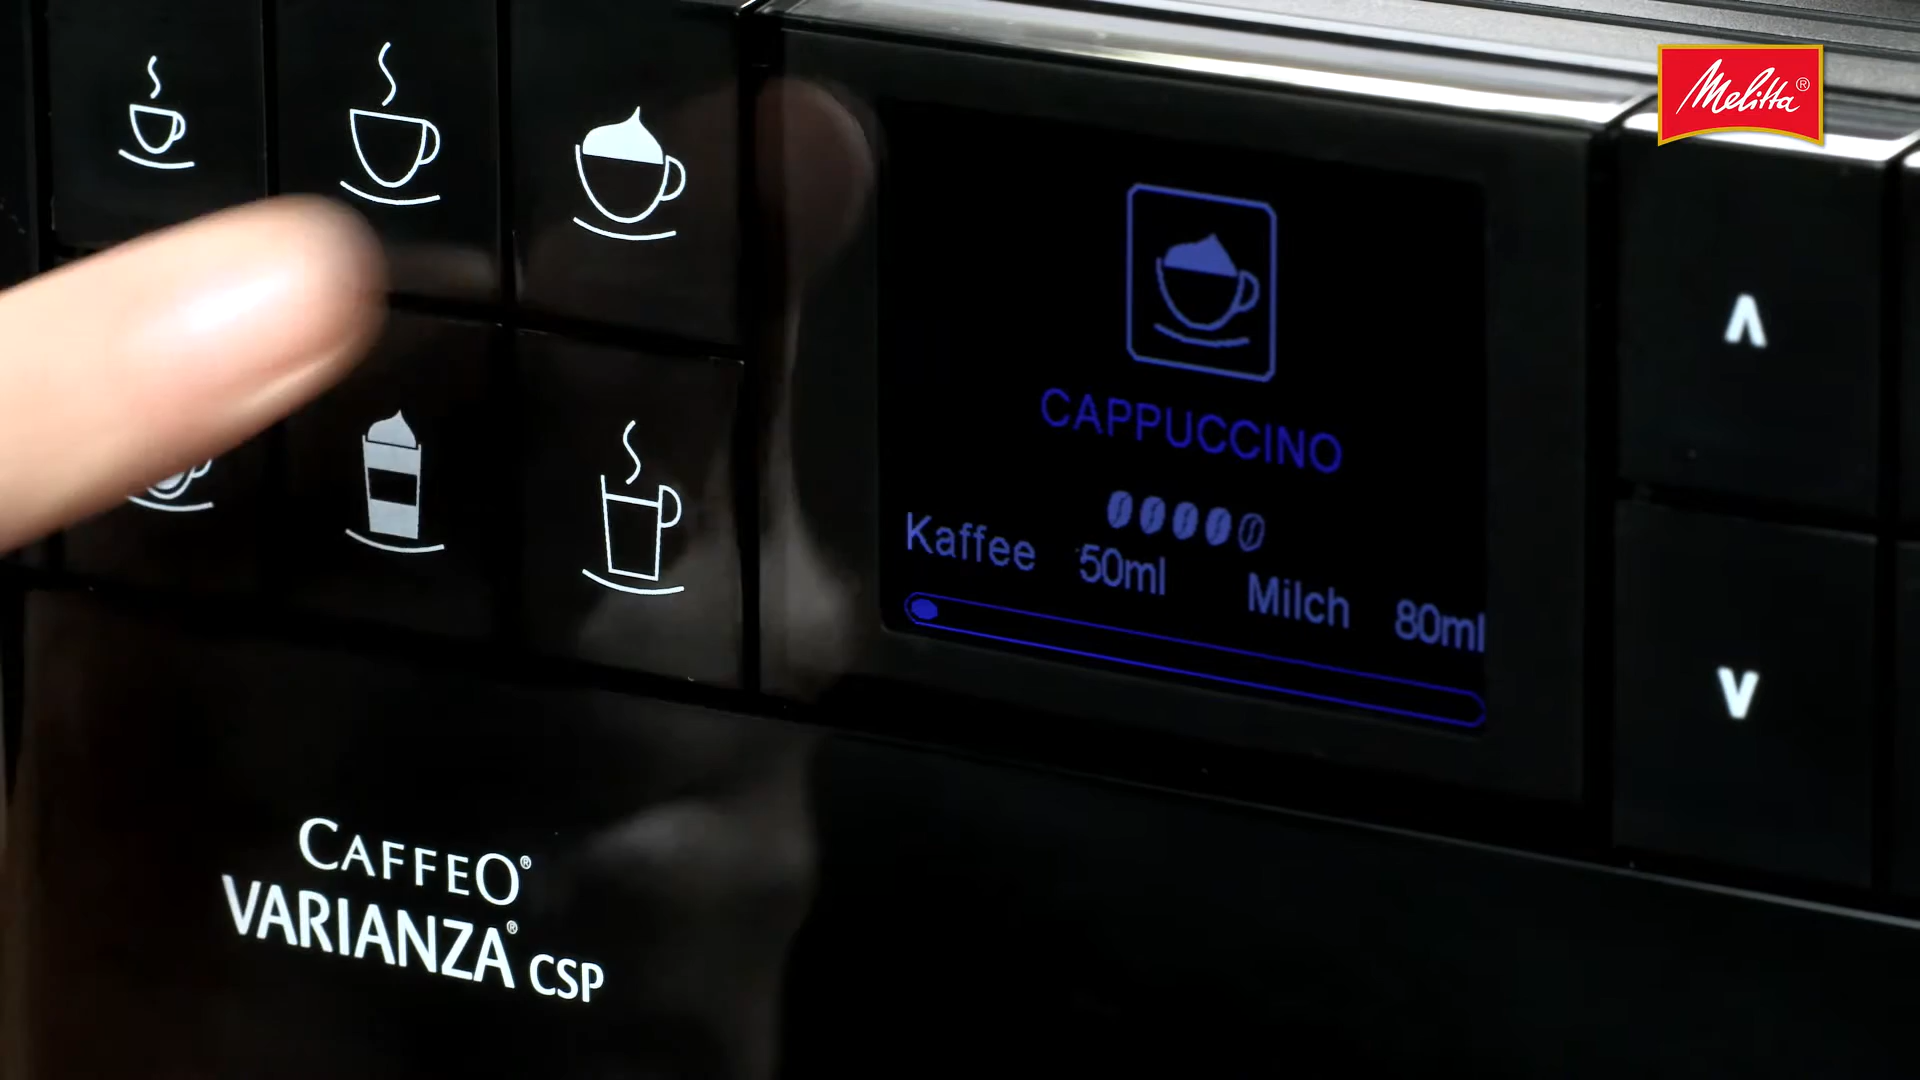 Melitta®
CAPPUCCINO
Kaffee 50ml Milch 80ml
CAFFEO®
VARIANZA® CSP